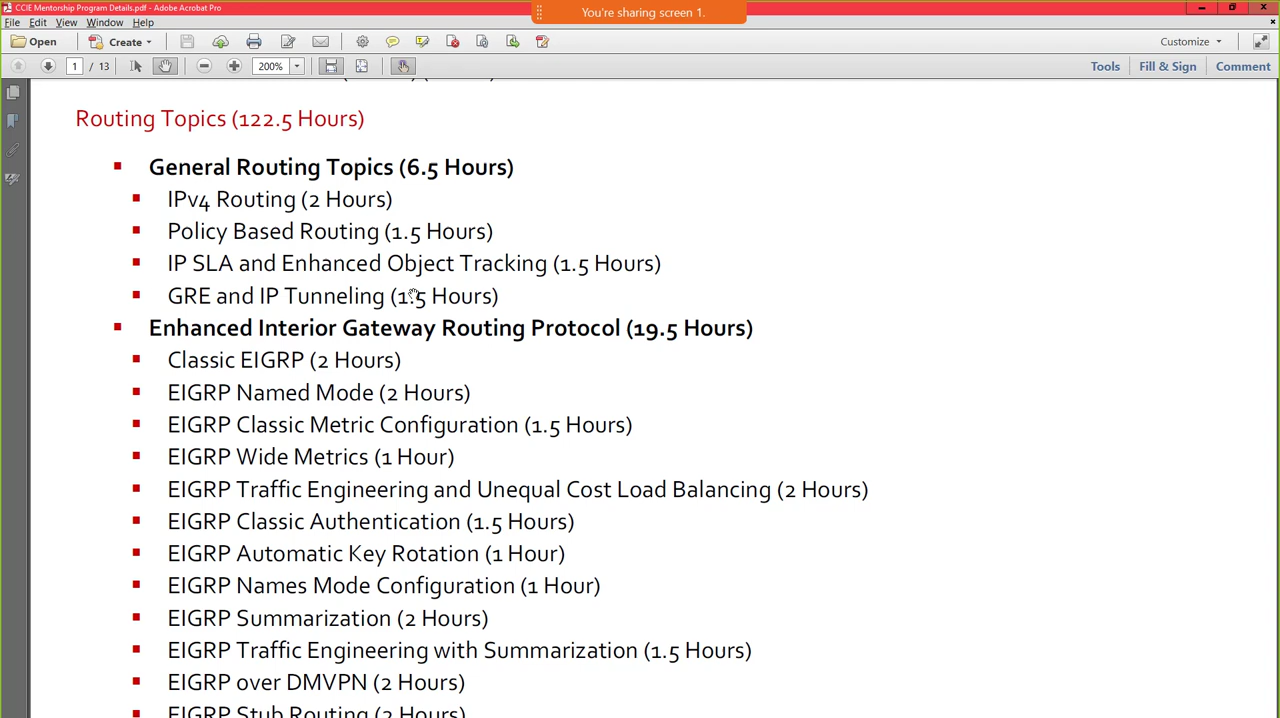 CCIE Mentorship Program Details.pdf - Adobe Acrobat Pro
You're sharing screen 1.
File Edit View Window Help
Open Create Customize
1 / 13 200% Tools Fill & Sign Comment
Routing Topics (122.5 Hours)
General Routing Topics (6.5 Hours)
IPv4 Routing (2 Hours)
Policy Based Routing (1.5 Hours)
IP SLA and Enhanced Object Tracking (1.5 Hours)
GRE and IP Tunneling (1.5 Hours)
Enhanced Interior Gateway Routing Protocol (19.5 Hours)
Classic EIGRP (2 Hours)
EIGRP Named Mode (2 Hours)
EIGRP Classic Metric Configuration (1.5 Hours)
EIGRP Wide Metrics (1 Hour)
EIGRP Traffic Engineering and Unequal Cost Load Balancing (2 Hours)
EIGRP Classic Authentication (1.5 Hours)
EIGRP Automatic Key Rotation (1 Hour)
EIGRP Names Mode Configuration (1 Hour)
EIGRP Summarization (2 Hours)
EIGRP Traffic Engineering with Summarization (1.5 Hours)
EIGRP over DMVPN (2 Hours)
EIGRP Stub Routing (2 Hours)